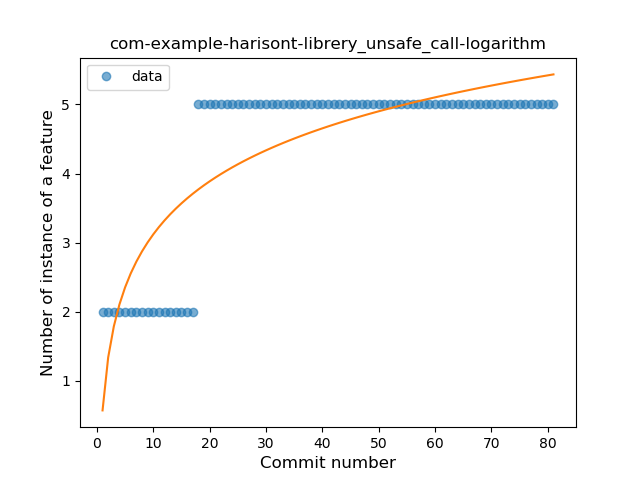 com-example-harisont-librery_unsafe_call-logarithm
data
Number of instance of a feature
5
4
3
2
1
0 10 20 30 40 50 60 70 80
Commit number